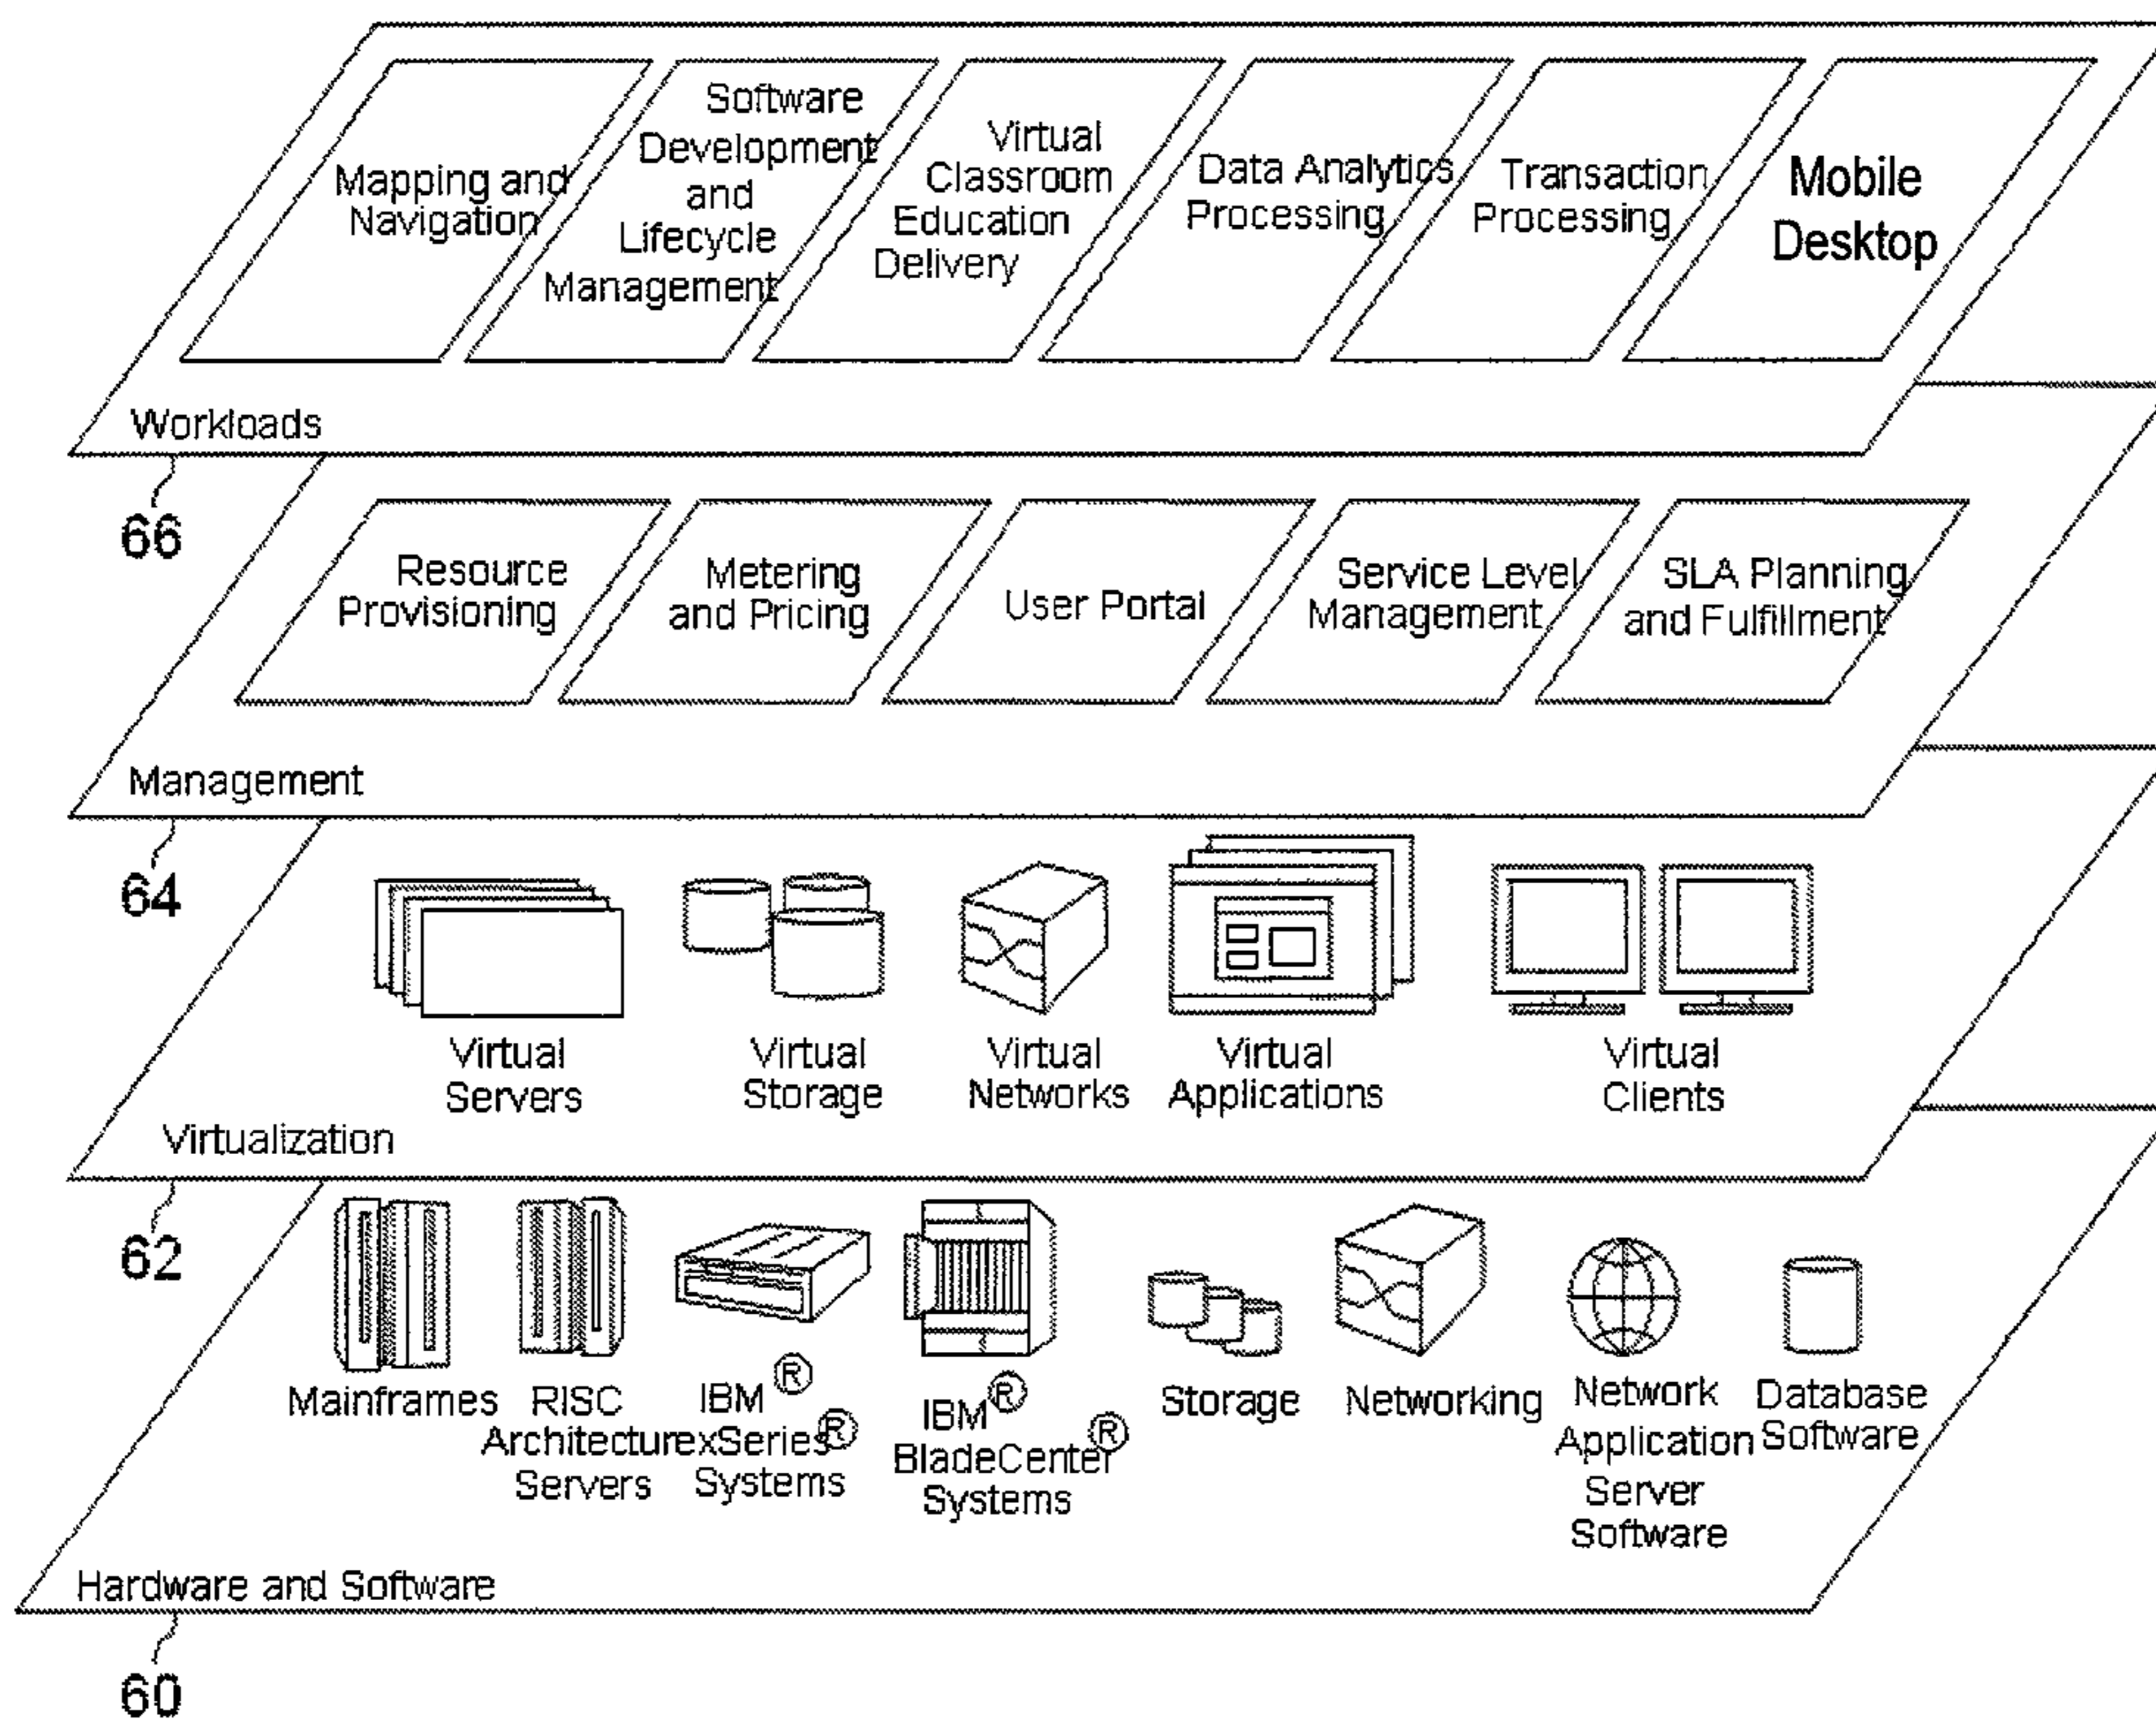 Mapping and
Navigation
Software
Development
and
Lifecycle
Management
Virtual
Classroom
Education
Delivery
Data Analytics
Processing
Transaction
Processing
Mobile
Desktop
Workloads
66
Resource
Provisioning
Metering
and Pricing
User Portal
Service Level
Management
SLA Planning
and Fulfillment
Management
64
Virtual
Servers
Virtual
Storage
Virtual
Networks
Virtual
Applications
Virtual
Clients
Virtualization
62
Mainframes
RISC
Architecture
Servers
IBM ®
xSeries ®
Systems
IBM ®
BladeCenter ®
Systems
Storage
Networking
Network
Application
Server
Software
Database
Software
Hardware and Software
60